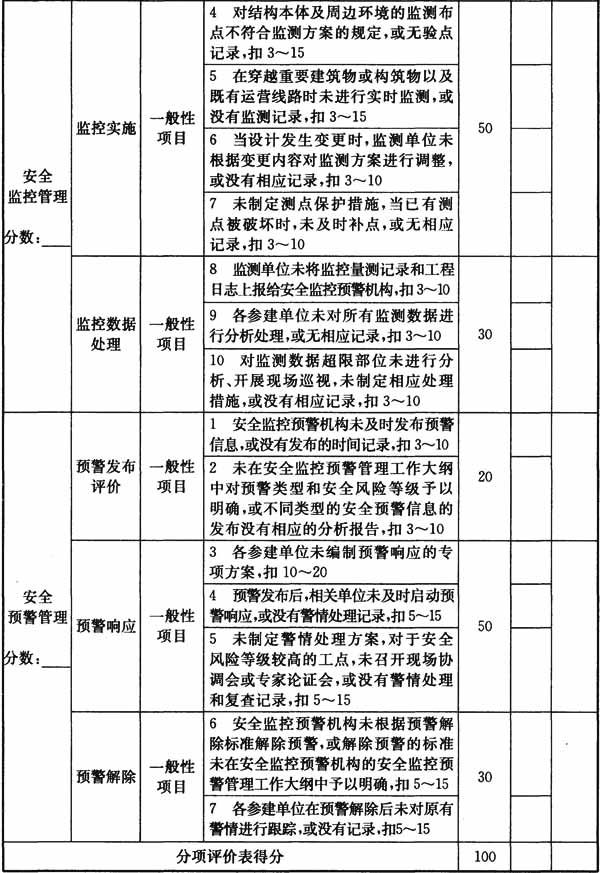 4 对结构本体及周边环境的监测布
点不符合监测方案的规定,或无验点
记录,扣 3～15
5 在穿越重要建筑物或构筑物以及
既有运营线路时未进行实时监测,或
没有监测记录,扣 3～15
监控实施
一般性
项目
50
6 当设计发生变更时,监测单位未
根据变更内容对监测方案进行调整,
或没有相应记录,扣 3～10
安全
监控管理
分数:
7 未制定测点保护措施,当已有测
点被破坏时,未及时补点,或无相应
记录,扣 3～10
8 监测单位未将监控量测记录和工程
日志上报给安全监控预警机构,扣 3～10
监控数据
处理
一般性
项目
9 各参建单位未对所有监测数据进
行分析处理,或无相应记录,扣 3～10
30
10 对监测数据超限部位未进行分
析、开展现场巡视,未制定相应处理
措施,或没有相应记录,扣 3～10
1 安全监控预警机构未及时发布预警
信息,或没有发布的时间记录,扣 3～10
预警发布
评价
一般性
项目
2 未在安全监控预警管理工作大纲
中对预警类型和安全风险等级予以
明确,或不同类型的安全预警信息的
发布没有相应的分析报告,扣 3～10
20
3 各参建单位未编制预警响应的专
项方案,扣 10～20
安全
预警管理
分数:
预警响应
一般性
项目
4 预警发布后,相关单位未及时启动预
警响应,或没有警情处理记录,扣 5～15
50
5 未制定警情处理方案,对于安全
风险等级较高的工点,未召开现场协
调会或专家论证会,或没有警情处理
和复查记录,扣 5～15
6 安全监控预警机构未根据预警解
除标准解除预警,或解除预警的标准
未在安全监控预警机构的安全监控预
警管理工作大纲中予以明确,扣 5～15
预警解除
一般性
项目
30
7 各参建单位在预警解除后未对原有
警情进行跟踪,或没有记录,扣5～15
分项评价表得分
100